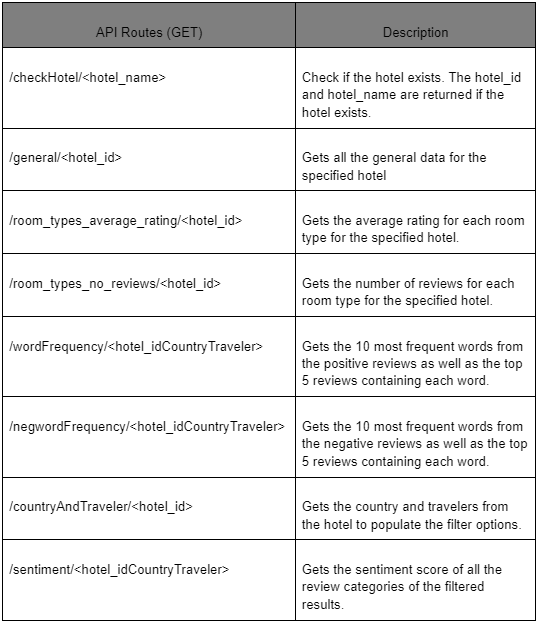 API Routes (GET)
Description
/checkHotel/<hotel_name>
Check if the hotel exists. The hotel_id
and hotel_name are returned if the
hotel exists.
/general/<hotel_id>
Gets all the general data for the
specified hotel
/room_types_average_rating/<hotel_id>
Gets the average rating for each room
type for the specified hotel.
/room_types_no_reviews/<hotel_id>
Gets the number of reviews for each
room type for the specified hotel.
/wordFrequency/<hotel_idCountryTraveler>
Gets the 10 most frequent words from
the positive reviews as well as the top
5 reviews containing each word.
/negwordFrequency/<hotel_idCountryTraveler>
Gets the 10 most frequent words from
the negative reviews as well as the top
5 reviews containing each word.
/countryAndTraveler/<hotel_id>
Gets the country and travelers from
the hotel to populate the filter options.
/sentiment/<hotel_idCountryTraveler>
Gets the sentiment score of all the
review categories of the filtered
results.